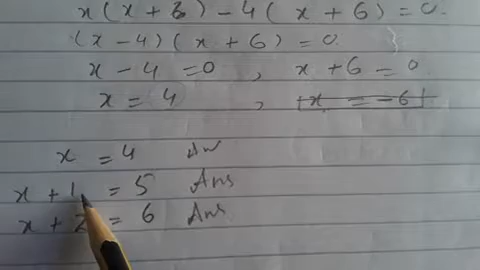 x(x+6)-4(x+6)=0.
(x-4)(x+6)=0.
x-4=0, x+6=0
x=4, x=-6
x=4 An
x+1=5 Ans
x+2=6 Ans